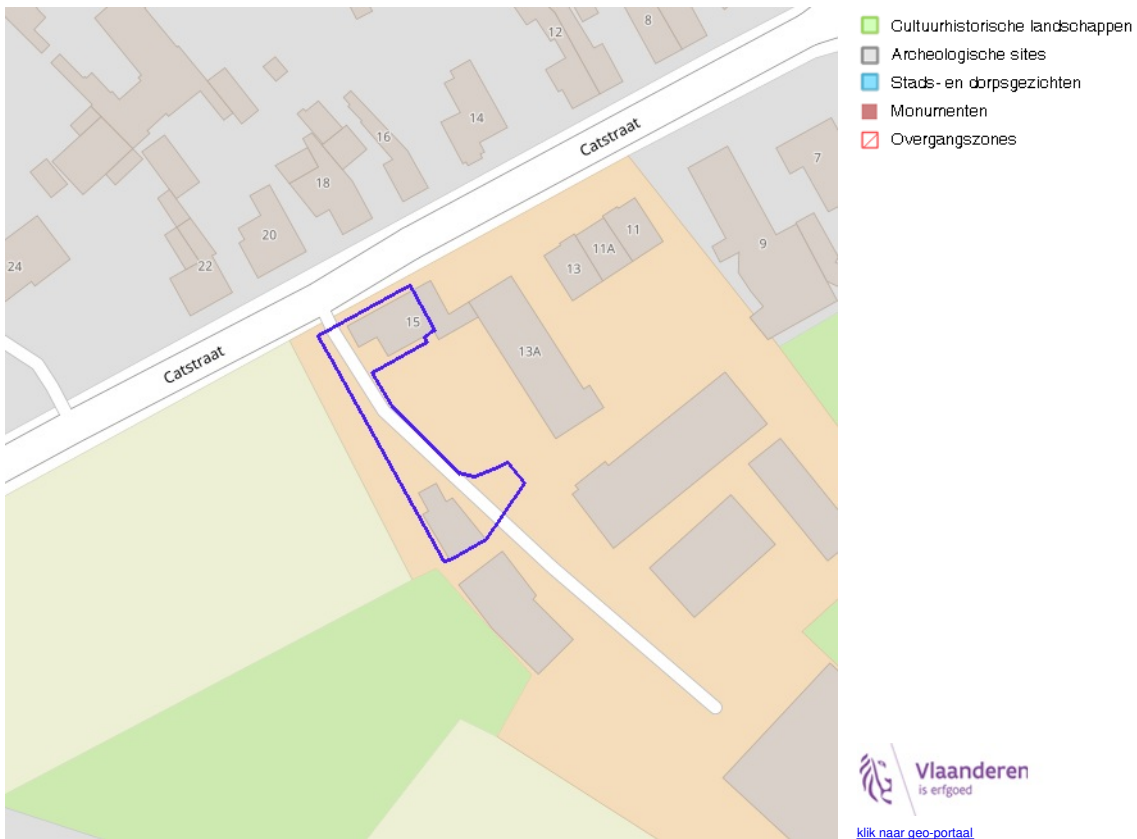 12
8
14
16
Catstraat
7
18
11
20
11A
9
24
22
13
15
13A
Catstraat
Cultuurhistorische landschappen
Archeologische sites
Stads- en dorpsgezichten
Monumenten
Overgangszones
Vlaanderen
is erfgoed
klik naar geo-portaal